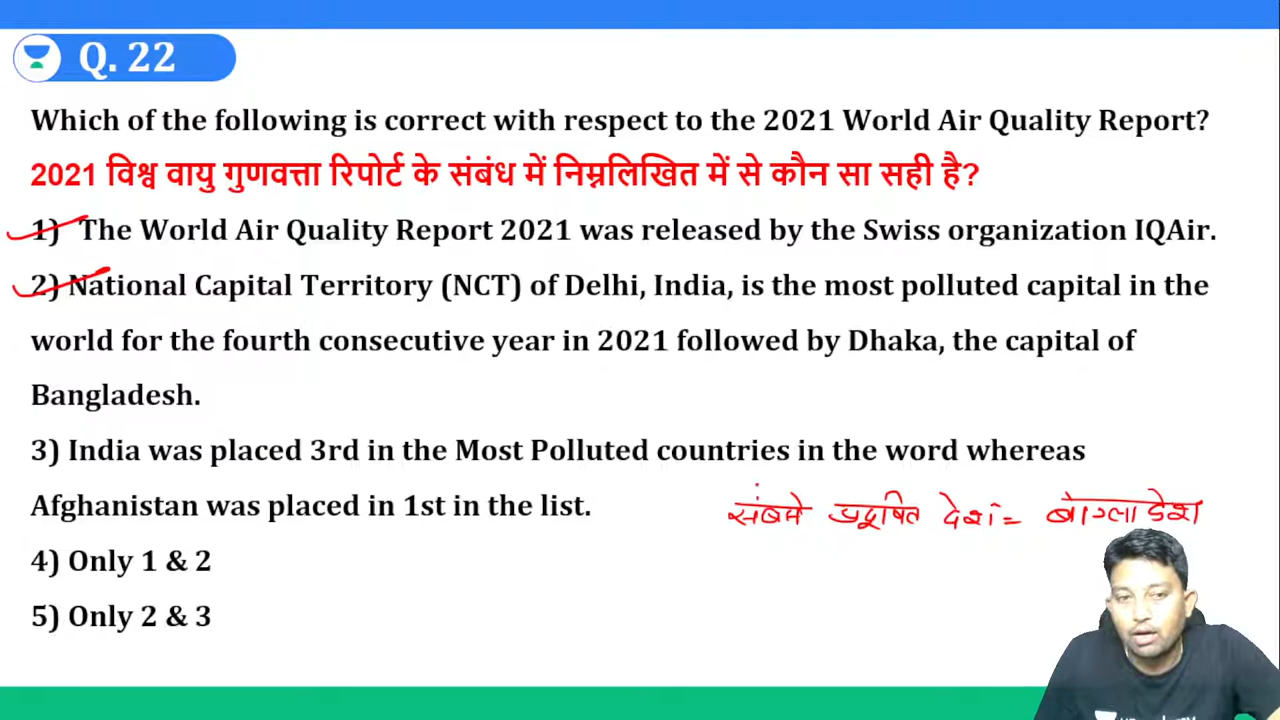 Q. 22
Which of the following is correct with respect to the 2021 World Air Quality Report?
2021 विश्व वायु गुणवत्ता रिपोर्ट के संबंध में निम्नलिखित में से कौन सा सही है?
1) The World Air Quality Report 2021 was released by the Swiss organization IQAir.
2) National Capital Territory (NCT) of Delhi, India, is the most polluted capital in the
world for the fourth consecutive year in 2021 followed by Dhaka, the capital of
Bangladesh.
3) India was placed 3rd in the Most Polluted countries in the word whereas
Afghanistan was placed in 1st in the list.
सबसे प्रदूषित देश = बांग्लादेश
4) Only 1 & 2
5) Only 2 & 3